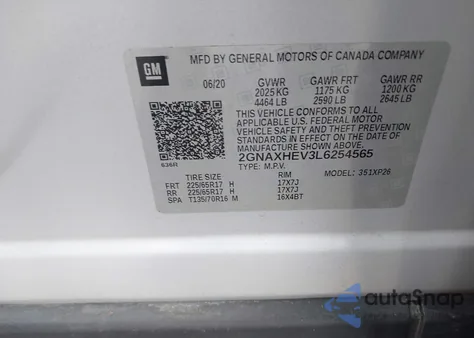 GM
MFD BY GENERAL MOTORS OF CANADA COMPANY
06/20 GVWR GAWR FRT GAWR RR
2025 KG 1175 KG 1200 KG
4464 LB 2590 LB 2645 LB
THIS VEHICLE CONFORMS TO ALL
APPLICABLE U.S. FEDERAL MOTOR
VEHICLE SAFETY, BUMPER, AND THEFT
PREVENTION STANDARDS IN EFFECT ON
THE DATE OF MANUFACTURE SHOWN ABOVE.
2GNAXHEV3L6254565
TYPE: M.P.V. MODEL: 351XP26
TIRE SIZE RIM
FRT 225/65R17 H 17X7J
RR 225/65R17 H 17X7J
SPA T135/70R16 M 16X4BT
autoSnap